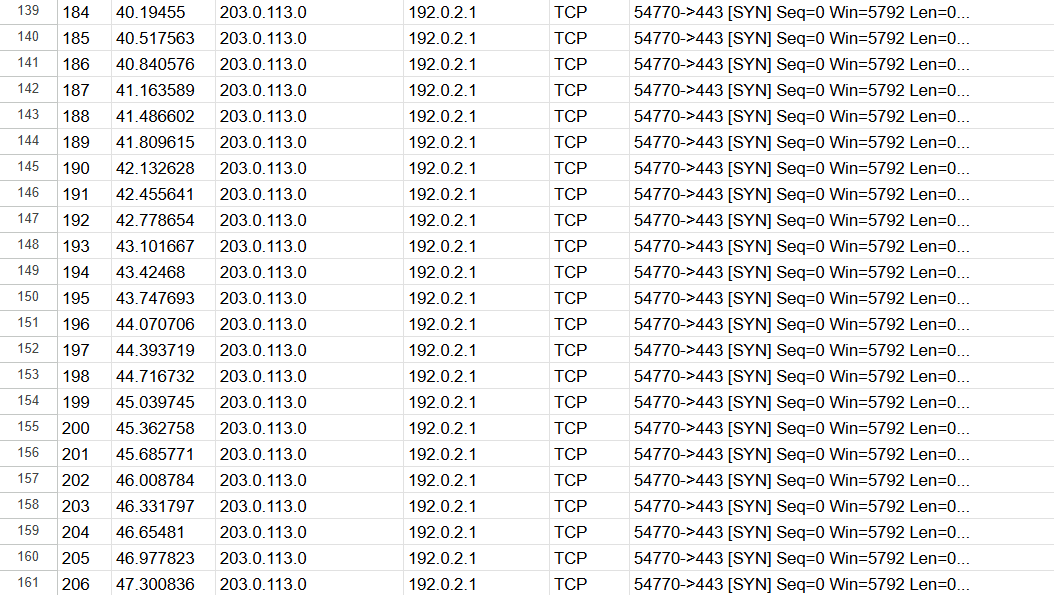 139 184 40.19455 203.0.113.0 192.0.2.1 TCP 54770->443 [SYN] Seq=0 Win=5792 Len=0...
140 185 40.517563 203.0.113.0 192.0.2.1 TCP 54770->443 [SYN] Seq=0 Win=5792 Len=0...
141 186 40.840576 203.0.113.0 192.0.2.1 TCP 54770->443 [SYN] Seq=0 Win=5792 Len=0...
142 187 41.163589 203.0.113.0 192.0.2.1 TCP 54770->443 [SYN] Seq=0 Win=5792 Len=0...
143 188 41.486602 203.0.113.0 192.0.2.1 TCP 54770->443 [SYN] Seq=0 Win=5792 Len=0...
144 189 41.809615 203.0.113.0 192.0.2.1 TCP 54770->443 [SYN] Seq=0 Win=5792 Len=0...
145 190 42.132628 203.0.113.0 192.0.2.1 TCP 54770->443 [SYN] Seq=0 Win=5792 Len=0...
146 191 42.455641 203.0.113.0 192.0.2.1 TCP 54770->443 [SYN] Seq=0 Win=5792 Len=0...
147 192 42.778654 203.0.113.0 192.0.2.1 TCP 54770->443 [SYN] Seq=0 Win=5792 Len=0...
148 193 43.101667 203.0.113.0 192.0.2.1 TCP 54770->443 [SYN] Seq=0 Win=5792 Len=0...
149 194 43.42468 203.0.113.0 192.0.2.1 TCP 54770->443 [SYN] Seq=0 Win=5792 Len=0...
150 195 43.747693 203.0.113.0 192.0.2.1 TCP 54770->443 [SYN] Seq=0 Win=5792 Len=0...
151 196 44.070706 203.0.113.0 192.0.2.1 TCP 54770->443 [SYN] Seq=0 Win=5792 Len=0...
152 197 44.393719 203.0.113.0 192.0.2.1 TCP 54770->443 [SYN] Seq=0 Win=5792 Len=0...
153 198 44.716732 203.0.113.0 192.0.2.1 TCP 54770->443 [SYN] Seq=0 Win=5792 Len=0...
154 199 45.039745 203.0.113.0 192.0.2.1 TCP 54770->443 [SYN] Seq=0 Win=5792 Len=0...
155 200 45.362758 203.0.113.0 192.0.2.1 TCP 54770->443 [SYN] Seq=0 Win=5792 Len=0...
156 201 45.685771 203.0.113.0 192.0.2.1 TCP 54770->443 [SYN] Seq=0 Win=5792 Len=0...
157 202 46.008784 203.0.113.0 192.0.2.1 TCP 54770->443 [SYN] Seq=0 Win=5792 Len=0...
158 203 46.331797 203.0.113.0 192.0.2.1 TCP 54770->443 [SYN] Seq=0 Win=5792 Len=0...
159 204 46.65481 203.0.113.0 192.0.2.1 TCP 54770->443 [SYN] Seq=0 Win=5792 Len=0...
160 205 46.977823 203.0.113.0 192.0.2.1 TCP 54770->443 [SYN] Seq=0 Win=5792 Len=0...
161 206 47.300836 203.0.113.0 192.0.2.1 TCP 54770->443 [SYN] Seq=0 Win=5792 Len=0...